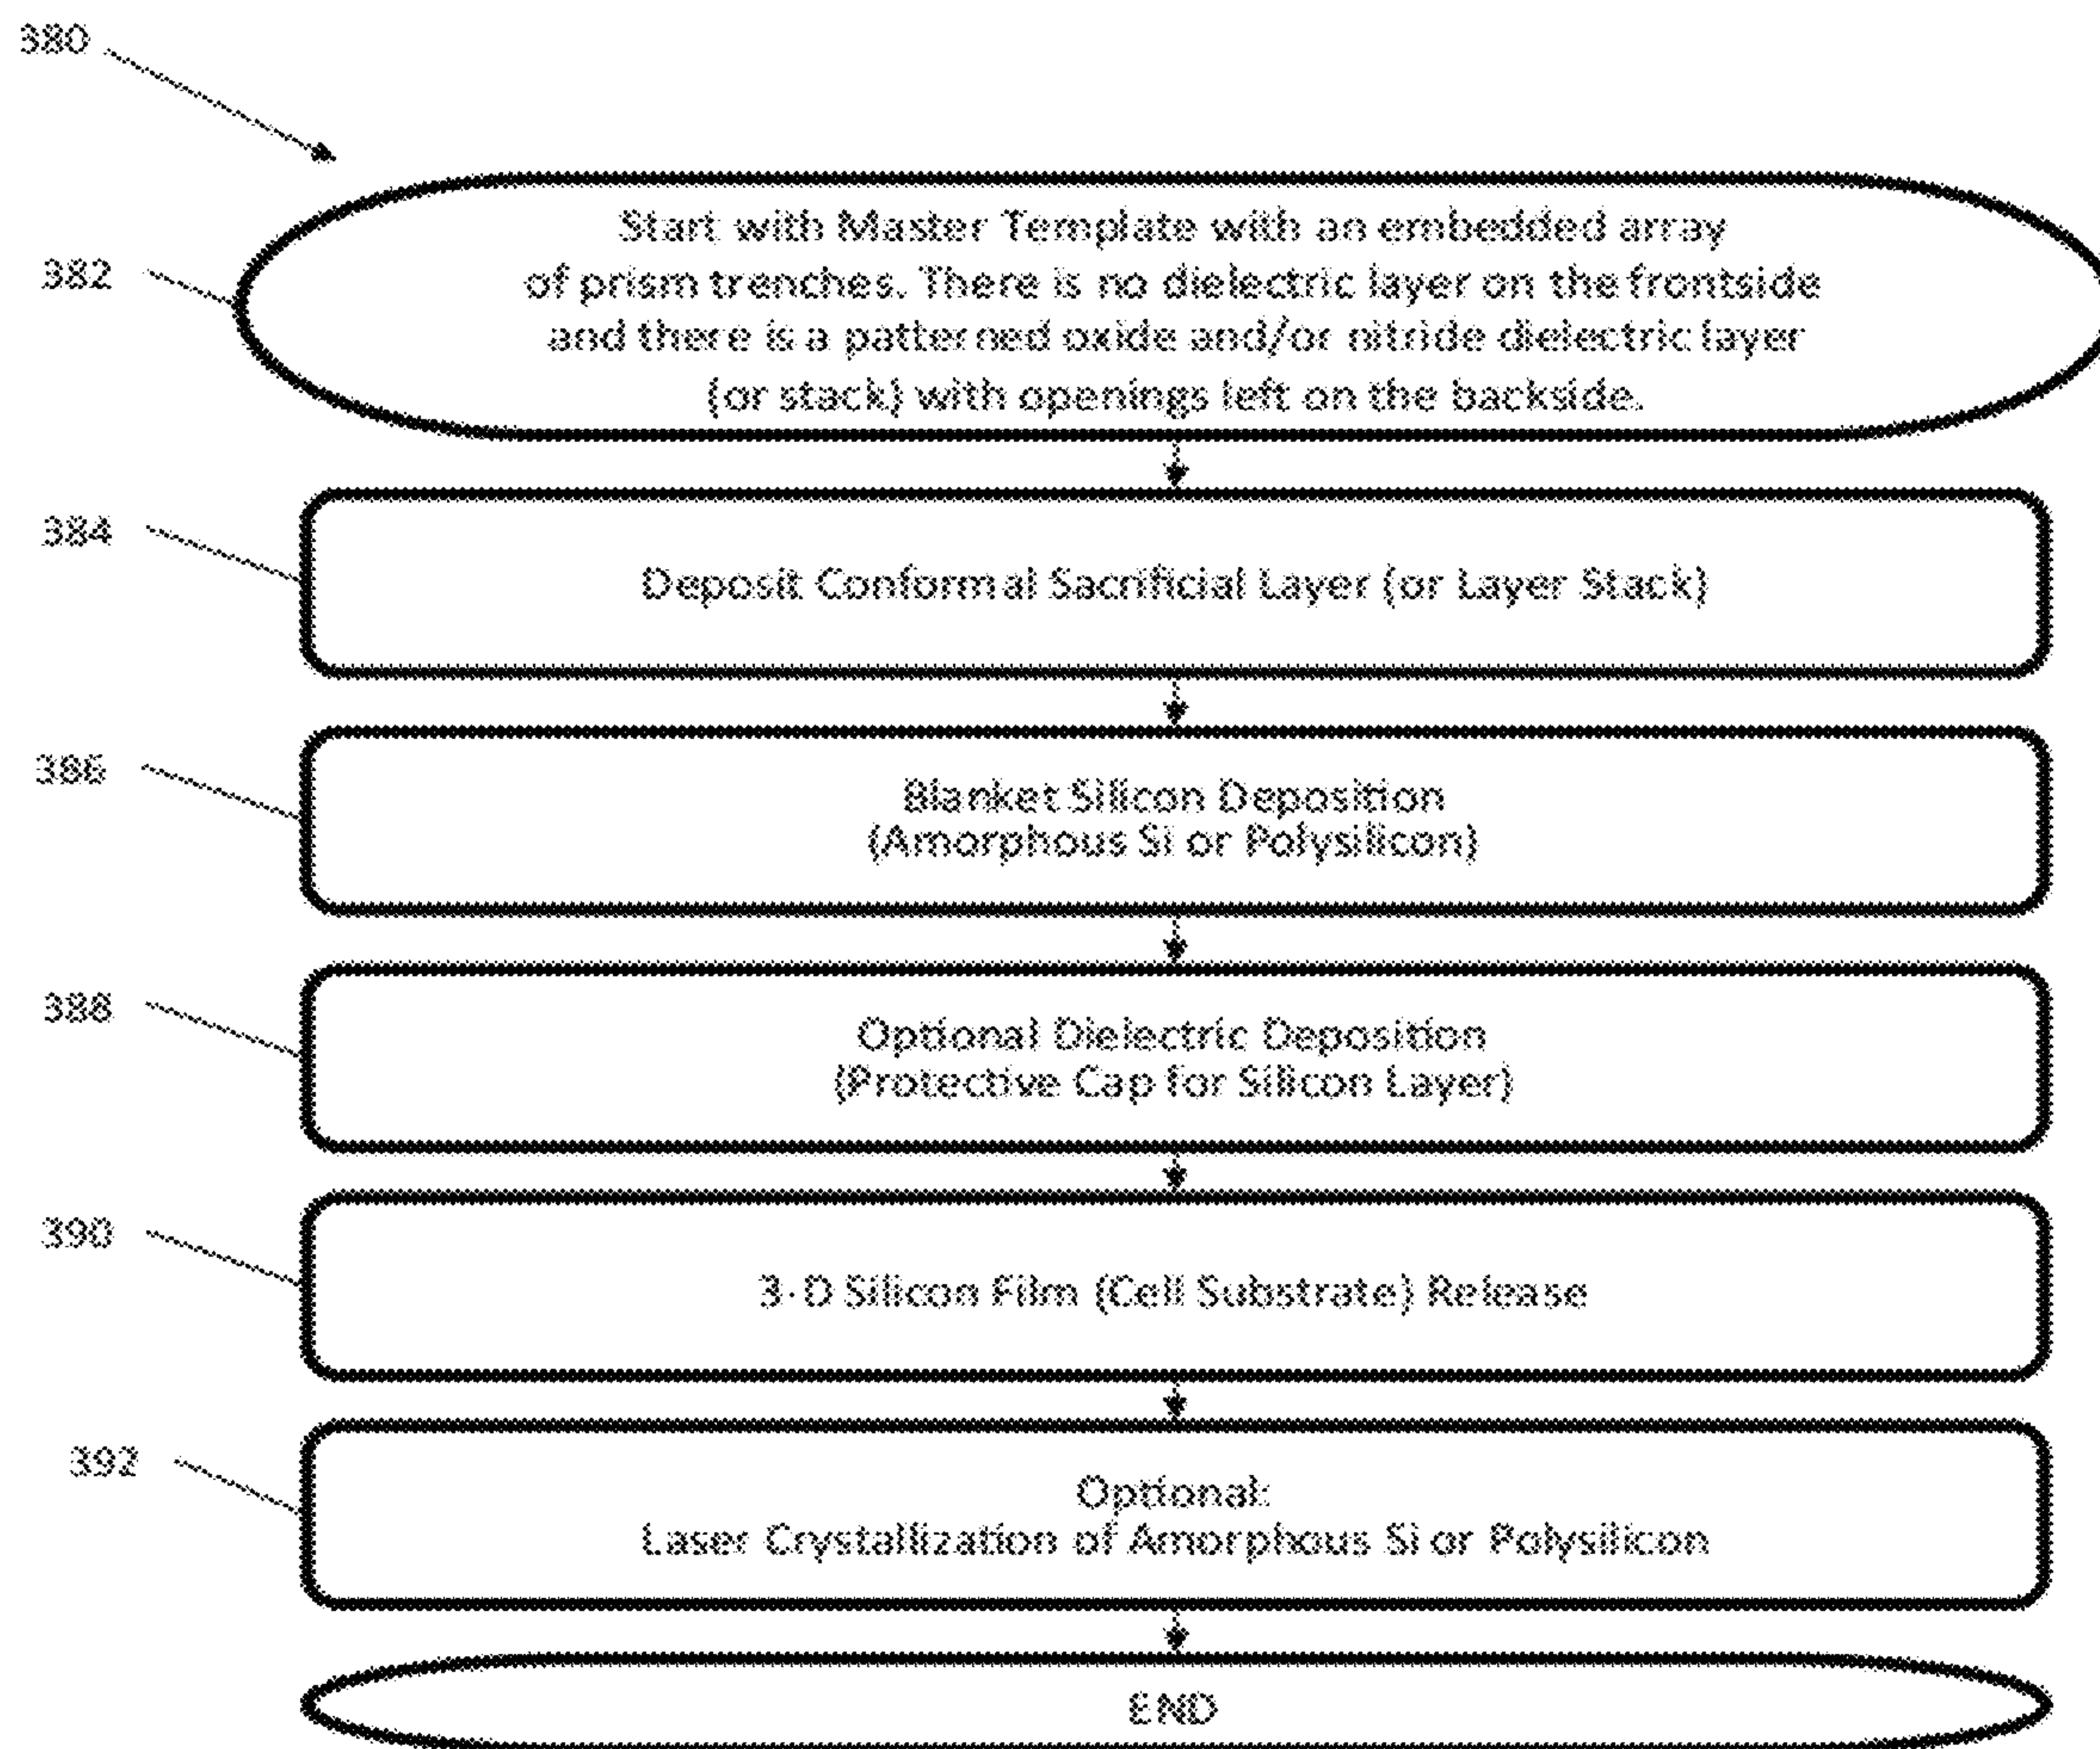 380
382
Start with Master Template with an embedded array
of prism trenches. There is no dielectric layer on the frontside
and there is a patterned oxide and/or nitride dielectric layer
(or stack) with openings left on the backside.
384
Deposit Conformal Sacrificial Layer (or Layer Stack)
386
Blanket Silicon Deposition
(Amorphous Si or Polysilicon)
388
Optional Dielectric Deposition
(Protective Cap for Silicon Layer)
390
3-D Silicon Film (Cell Substrate) Release
392
Optional:
Laser Crystallization of Amorphous Si or Polysilicon
END